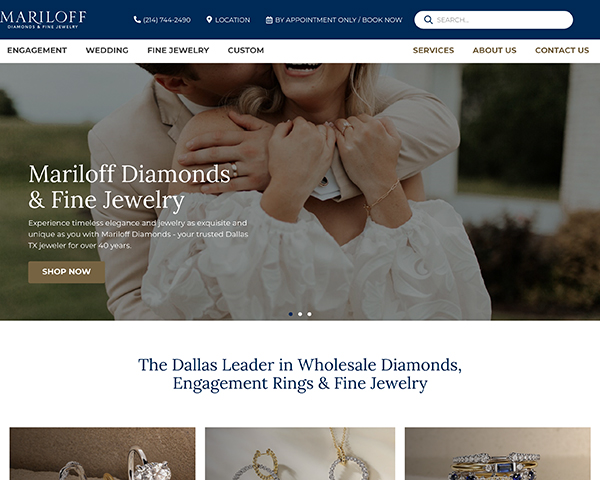 MARILOFF
DIAMONDS & FINE JEWELRY
(214) 744-2490
LOCATION
BY APPOINTMENT ONLY / BOOK NOW
SEARCH...
ENGAGEMENT
WEDDING
FINE JEWELRY
CUSTOM
SERVICES
ABOUT US
CONTACT US
Mariloff Diamonds
& Fine Jewelry
Experience timeless elegance and jewelry as exquisite and
unique as you with Mariloff Diamonds - your trusted Dallas
TX jeweler for over 40 years.
SHOP NOW
The Dallas Leader in Wholesale Diamonds,
Engagement Rings & Fine Jewelry